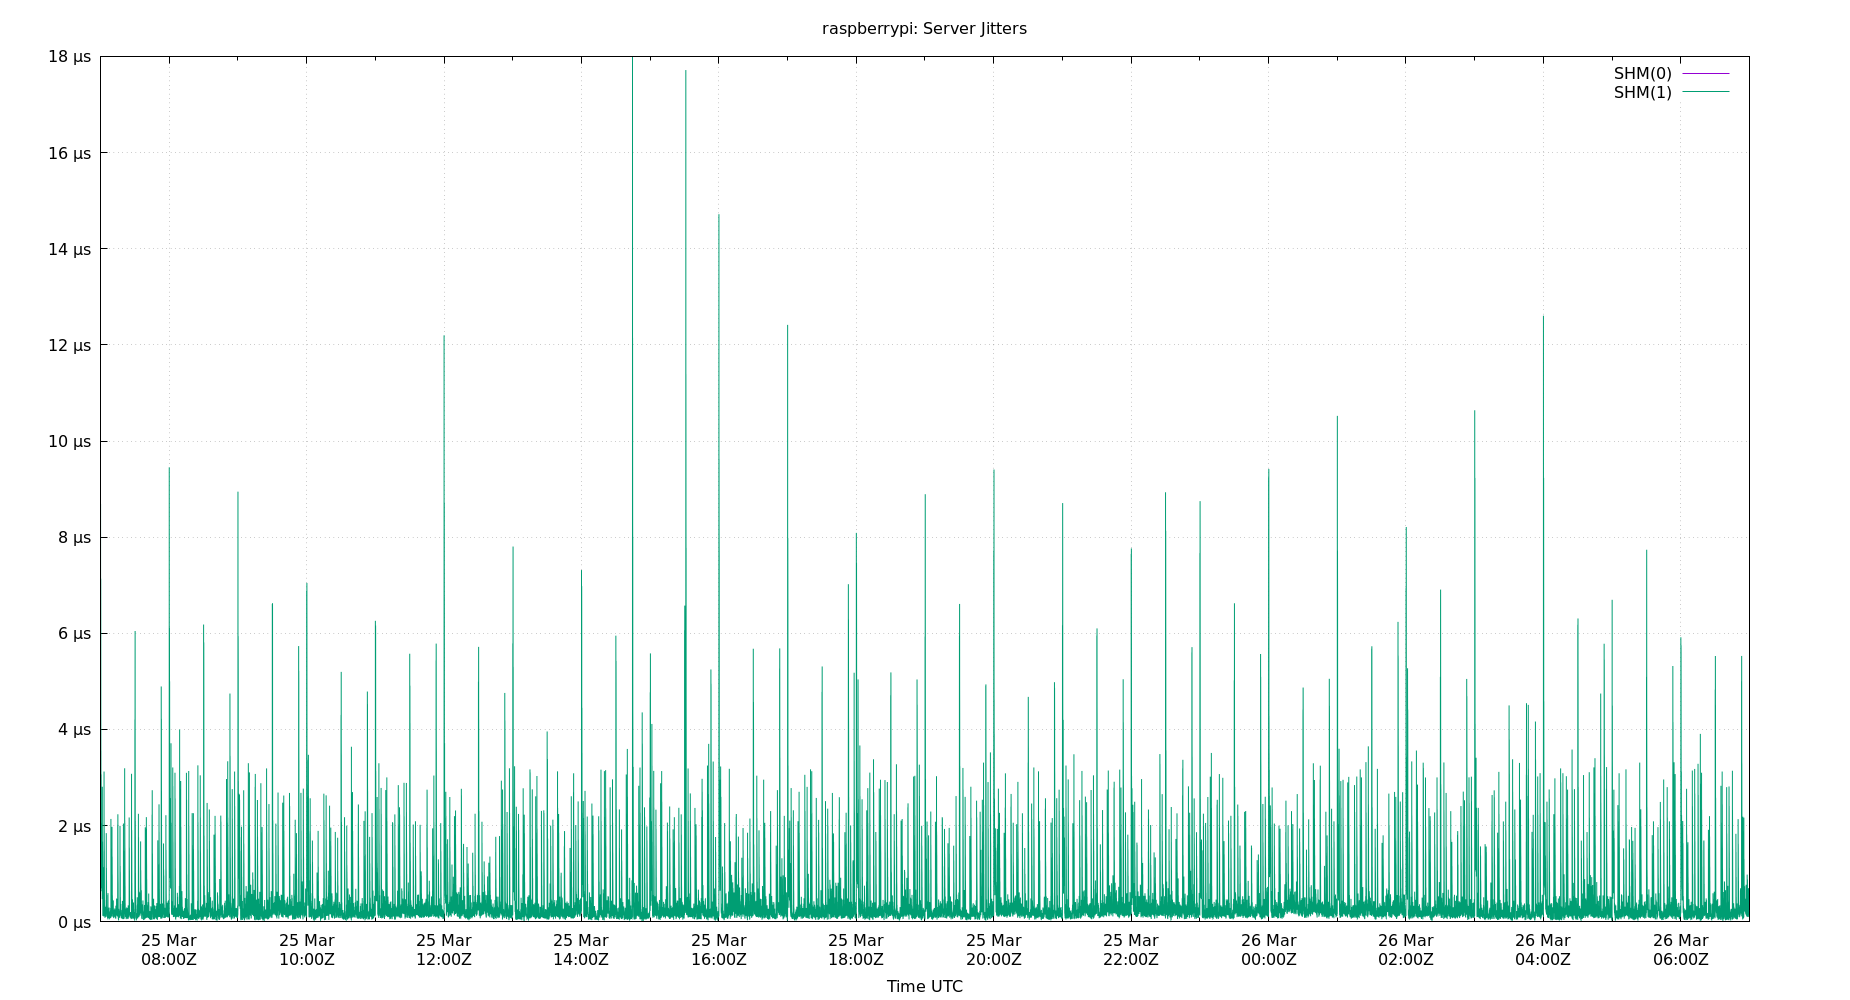 raspberrypi: Server Jitters
SHM(0)
SHM(1)
18 µs
16 µs
14 µs
12 µs
10 µs
8 µs
6 µs
4 µs
2 µs
0 µs
25 Mar 25 Mar 25 Mar 25 Mar 25 Mar 25 Mar 25 Mar 25 Mar 26 Mar 26 Mar 26 Mar 26 Mar
08:00Z 10:00Z 12:00Z 14:00Z 16:00Z 18:00Z 20:00Z 22:00Z 00:00Z 02:00Z 04:00Z 06:00Z
Time UTC